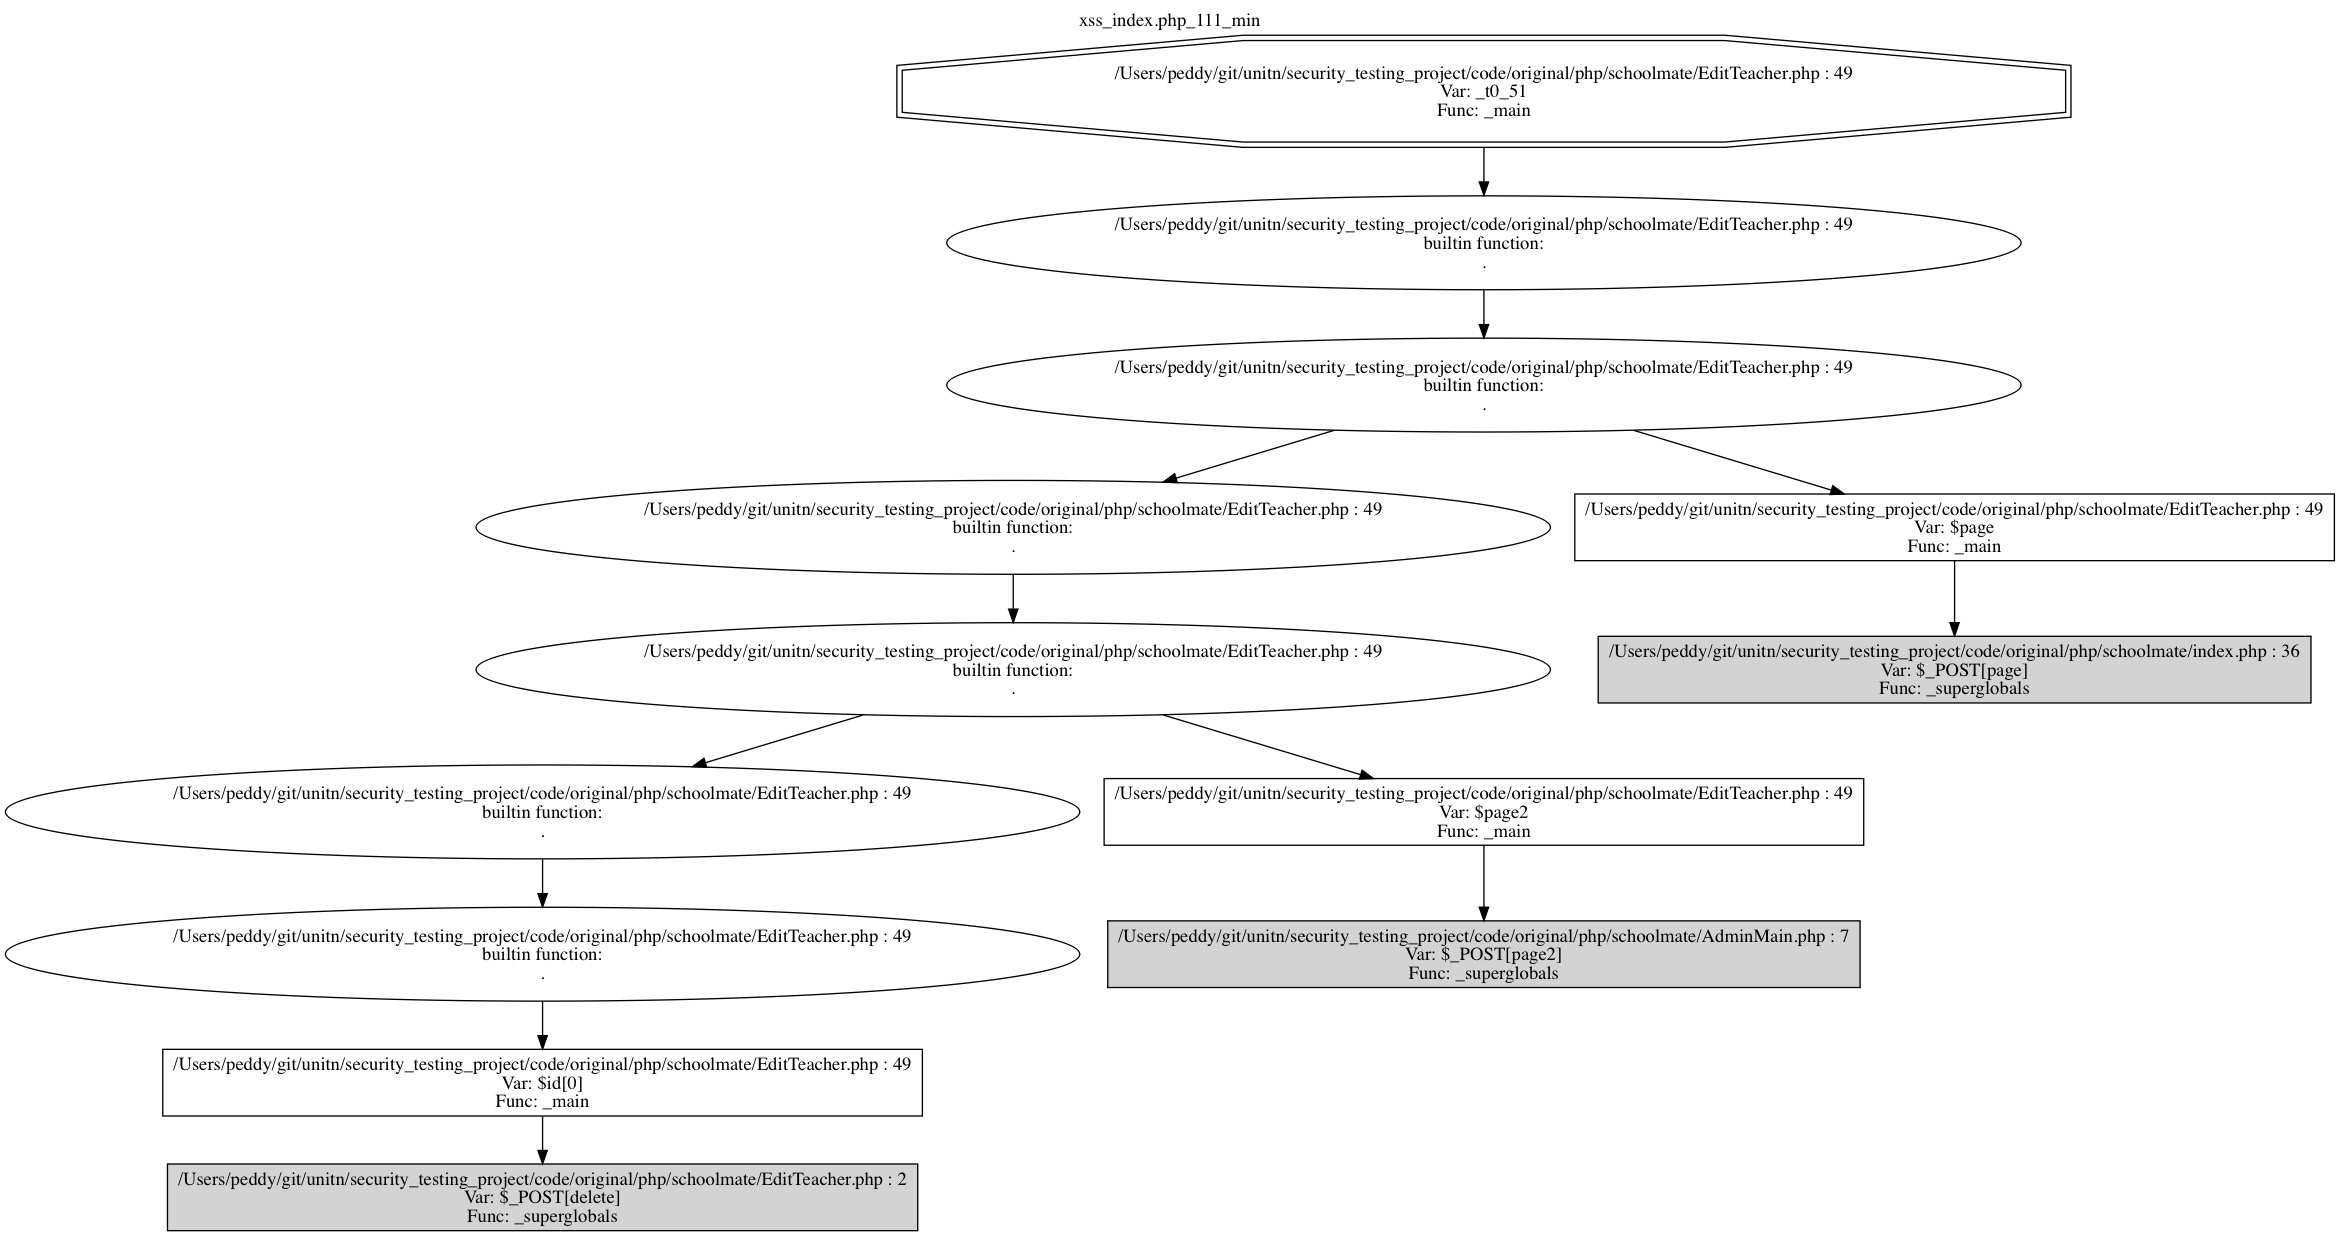 xss_index.php_111_min
/Users/peddy/git/unitn/security_testing_project/code/original/php/schoolmate/EditTeacher.php : 49
Var: _t0_51
Func: _main
/Users/peddy/git/unitn/security_testing_project/code/original/php/schoolmate/EditTeacher.php : 49
builtin function:
.
/Users/peddy/git/unitn/security_testing_project/code/original/php/schoolmate/EditTeacher.php : 49
builtin function:
.
/Users/peddy/git/unitn/security_testing_project/code/original/php/schoolmate/EditTeacher.php : 49
builtin function:
.
/Users/peddy/git/unitn/security_testing_project/code/original/php/schoolmate/EditTeacher.php : 49
Var: $page
Func: _main
/Users/peddy/git/unitn/security_testing_project/code/original/php/schoolmate/EditTeacher.php : 49
builtin function:
.
/Users/peddy/git/unitn/security_testing_project/code/original/php/schoolmate/index.php : 36
Var: $_POST[page]
Func: _superglobals
/Users/peddy/git/unitn/security_testing_project/code/original/php/schoolmate/EditTeacher.php : 49
builtin function:
.
/Users/peddy/git/unitn/security_testing_project/code/original/php/schoolmate/EditTeacher.php : 49
Var: $page2
Func: _main
/Users/peddy/git/unitn/security_testing_project/code/original/php/schoolmate/EditTeacher.php : 49
builtin function:
.
/Users/peddy/git/unitn/security_testing_project/code/original/php/schoolmate/AdminMain.php : 7
Var: $_POST[page2]
Func: _superglobals
/Users/peddy/git/unitn/security_testing_project/code/original/php/schoolmate/EditTeacher.php : 49
Var: $id[0]
Func: _main
/Users/peddy/git/unitn/security_testing_project/code/original/php/schoolmate/EditTeacher.php : 2
Var: $_POST[delete]
Func: _superglobals